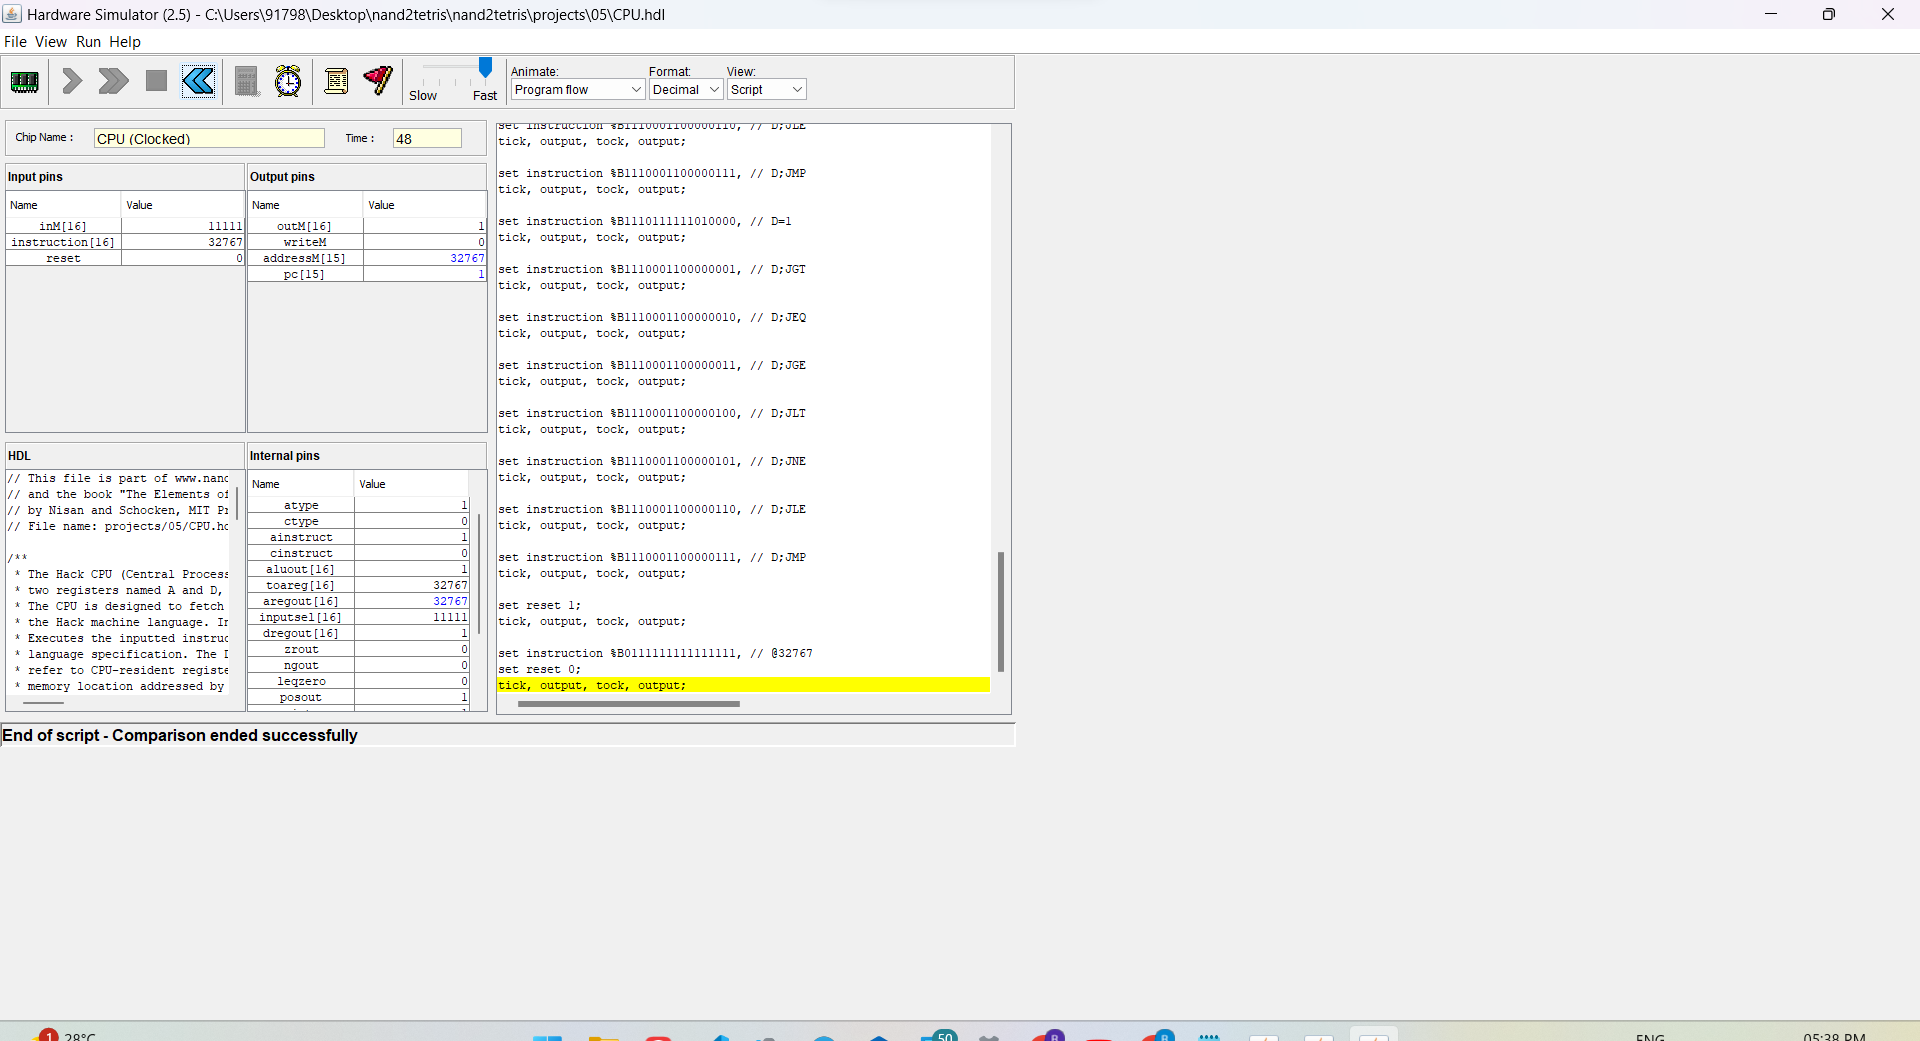 Hardware Simulator (2.5) - C:\Users\91798\Desktop\nand2tetris\nand2tetris\projects\05\CPU.hdl
File View Run Help
Slow Fast
Animate: Format: View:
Program flow Decimal Script
Chip Name : CPU (Clocked) Time : 48
Input pins
Name Value
inM[16] 11111
instruction[16] 32767
reset 0
Output pins
Name Value
outM[16] 1
writeM 0
addressM[15] 32767
pc[15] 1
HDL
// This file is part of www.nand
// and the book "The Elements of
// by Nisan and Schocken, MIT Pr
// File name: projects/05/CPU.hd
/**
* The Hack CPU (Central Process
* two registers named A and D,
* The CPU is designed to fetch
* the Hack machine language. In
* Executes the inputted instruc
* language specification. The D
* refer to CPU-resident registe
* memory location addressed by
Internal pins
Name Value
atype 1
ctype 0
ainstruct 1
cinstruct 0
aluout[16] 1
toareg[16] 32767
aregout[16] 32767
inputsel[16] 11111
dregout[16] 1
zrout 0
ngout 0
leqzero 0
posout 1
set instruction %B1110001100000110, // D;JLE
tick, output, tock, output;
set instruction %B1110001100000111, // D;JMP
tick, output, tock, output;
set instruction %B1110111111010000, // D=1
tick, output, tock, output;
set instruction %B1110001100000001, // D;JGT
tick, output, tock, output;
set instruction %B1110001100000010, // D;JEQ
tick, output, tock, output;
set instruction %B1110001100000011, // D;JGE
tick, output, tock, output;
set instruction %B1110001100000100, // D;JLT
tick, output, tock, output;
set instruction %B1110001100000101, // D;JNE
tick, output, tock, output;
set instruction %B1110001100000110, // D;JLE
tick, output, tock, output;
set instruction %B1110001100000111, // D;JMP
tick, output, tock, output;
set reset 1;
tick, output, tock, output;
set instruction %B0111111111111111, // @32767
set reset 0;
tick, output, tock, output;
End of script - Comparison ended successfully
1 28°C 50 B B ENG 05:38 PM